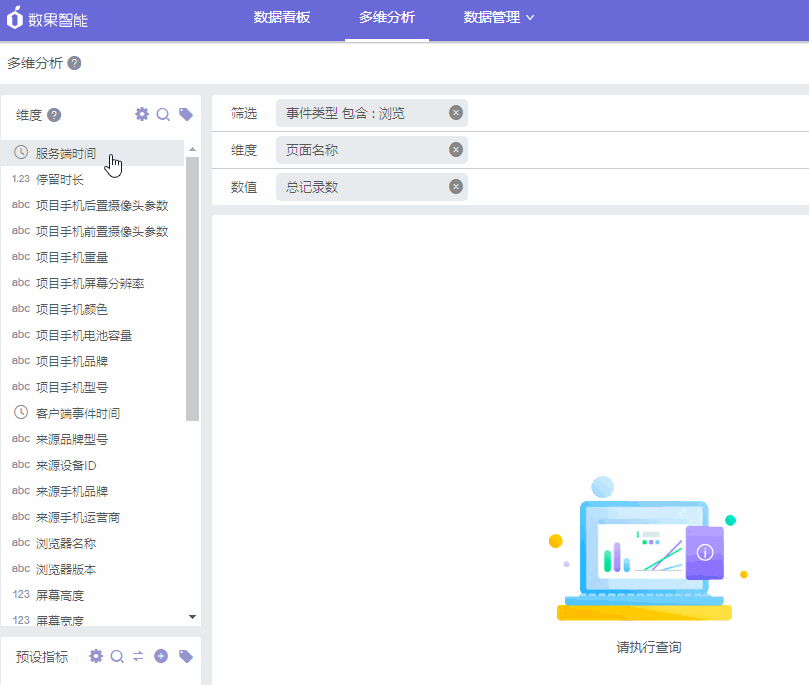 数果智能 数据看板 多维分析 数据管理
多维分析 ?
维度 ?
服务端时间
1.23 停留时长
abc 项目手机后置摄像头参数
abc 项目手机前置摄像头参数
abc 项目手机重量
abc 项目手机屏幕分辨率
abc 项目手机颜色
abc 项目手机电池容量
abc 项目手机品牌
abc 项目手机型号
客户端事件时间
abc 来源品牌型号
abc 来源设备ID
abc 来源手机品牌
abc 来源手机运营商
abc 浏览器名称
abc 浏览器版本
123 屏幕高度
123 屏幕宽度
预设指标
筛选 事件类型 包含 : 浏览
维度 页面名称
数值 总记录数
请执行查询